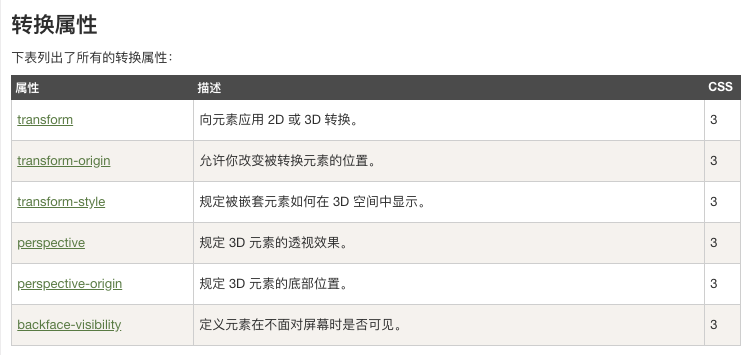 转换属性
下表列出了所有的转换属性：
属性 描述 CSS
transform 向元素应用 2D 或 3D 转换。 3
transform-origin 允许你改变被转换元素的位置。 3
transform-style 规定被嵌套元素如何在 3D 空间中显示。 3
perspective 规定 3D 元素的透视效果。 3
perspective-origin 规定 3D 元素的底部位置。 3
backface-visibility 定义元素在不面对屏幕时是否可见。 3